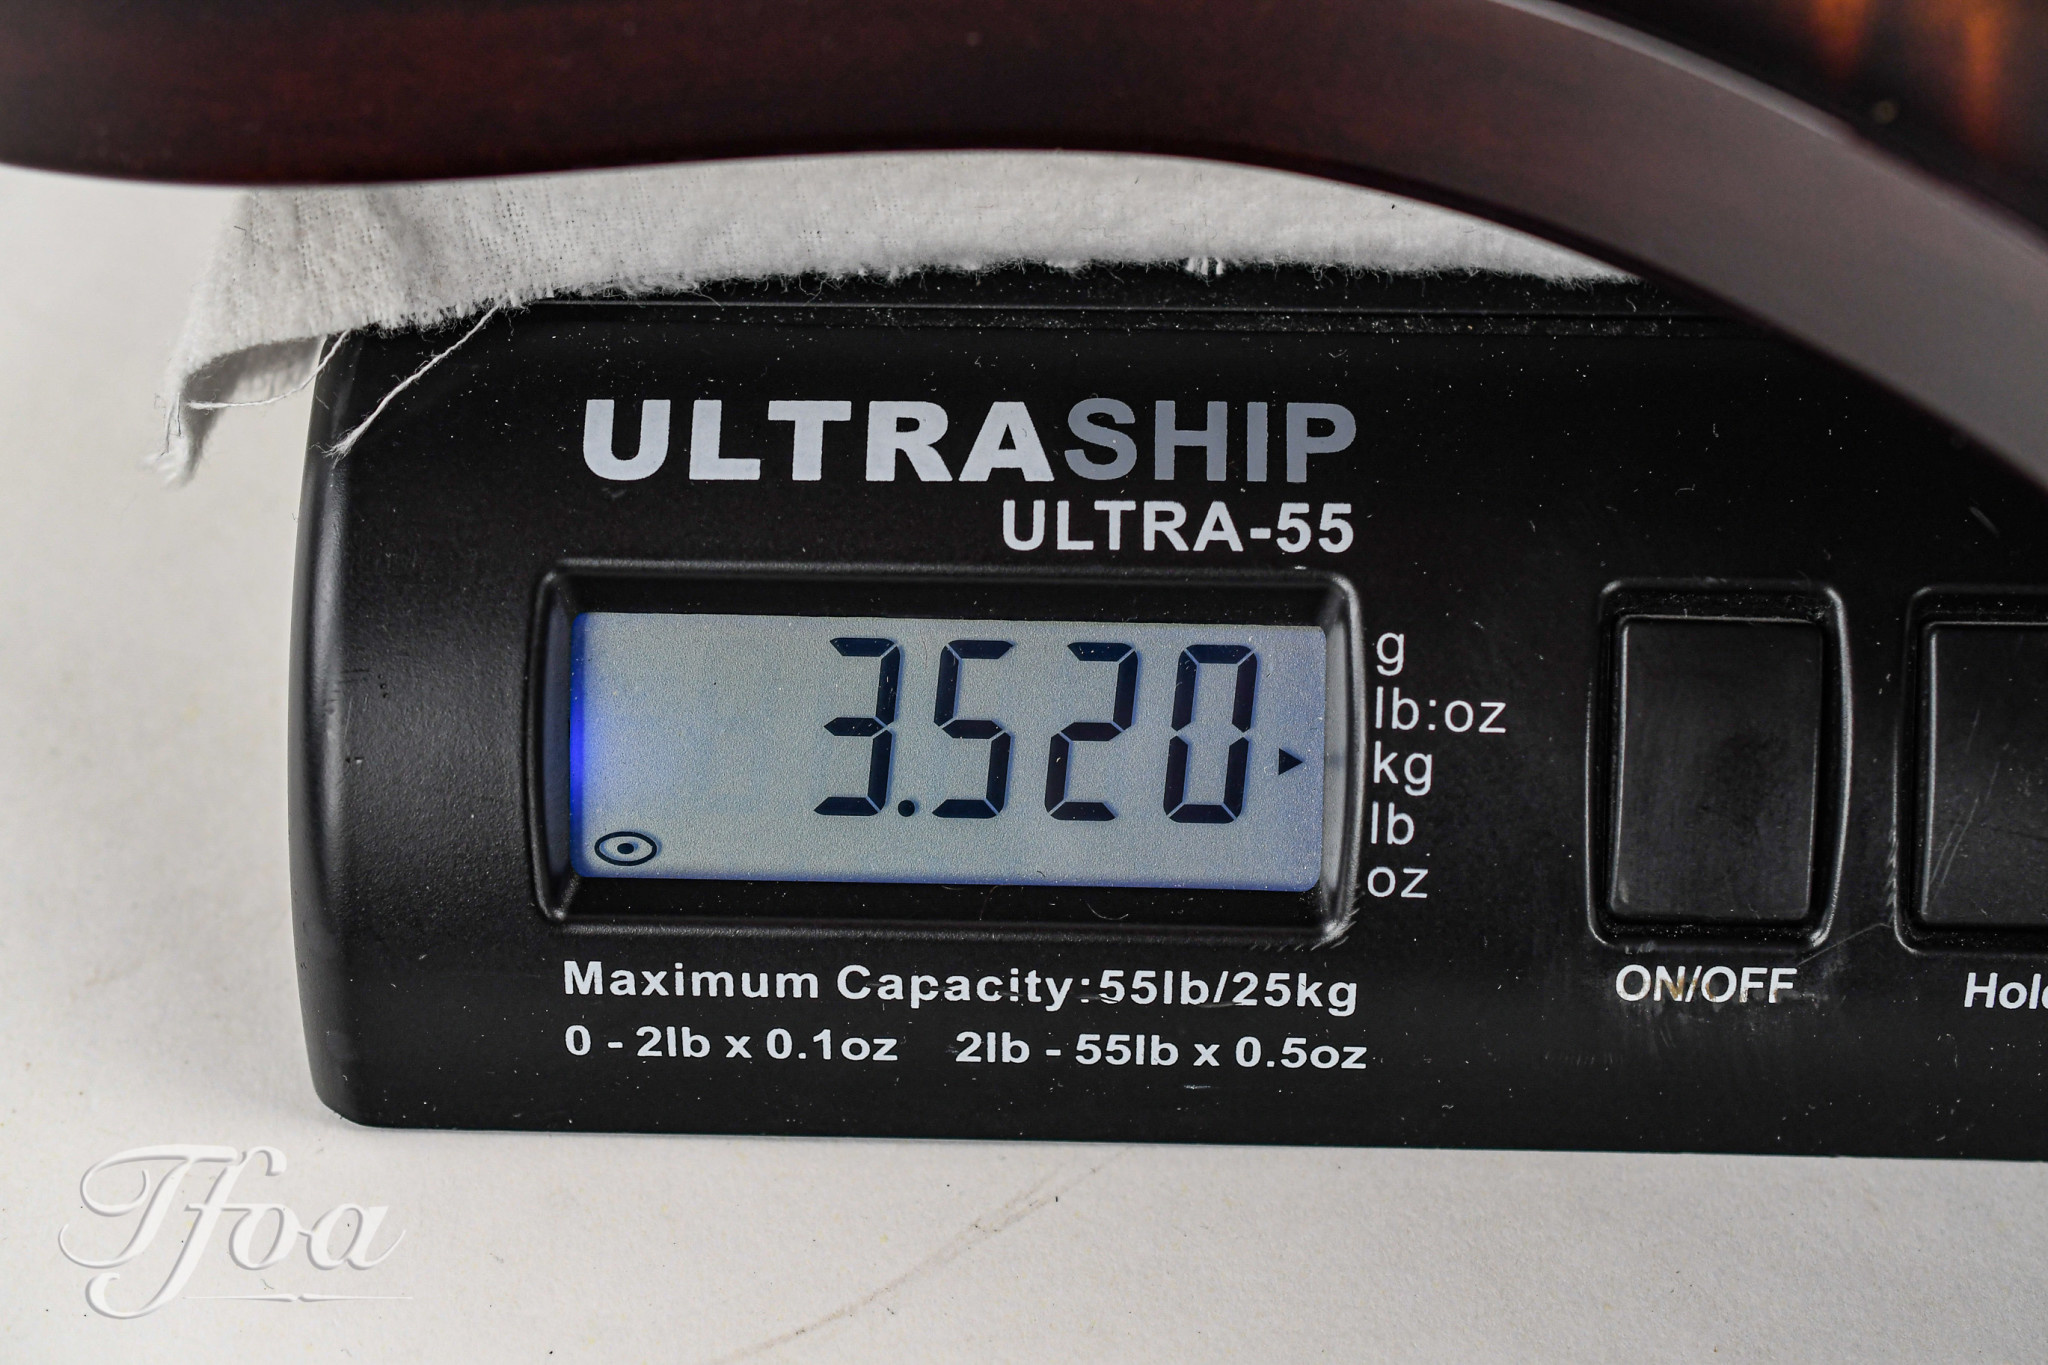 ULTRASHIP
ULTRA-55
3.520
g
lb:oz
kg
lb
oz
ON/OFF
Maximum Capacity:55lb/25kg
0 - 2lb x 0.1oz 2lb - 55lb x 0.5oz
Tfoa